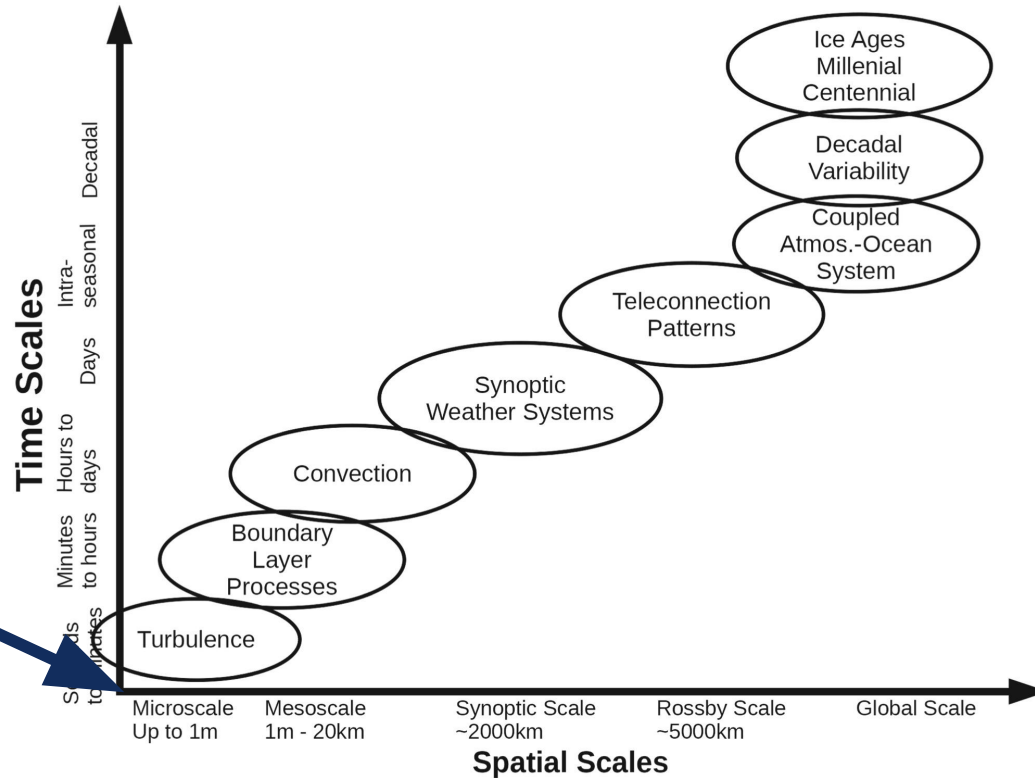 Ice Ages
Millenial
Centennial
Decadal
Variability
Coupled
Atmos.-Ocean
System
Teleconnection
Patterns
Synoptic
Weather Systems
Convection
Boundary
Layer
Processes
Turbulence
Time Scales
Decadal
Intra-
seasonal
Days
Hours to
days
Minutes
to hours
Microscale
Up to 1m
Mesoscale
1m - 20km
Synoptic Scale
~2000km
Rossby Scale
~5000km
Global Scale
Spatial Scales